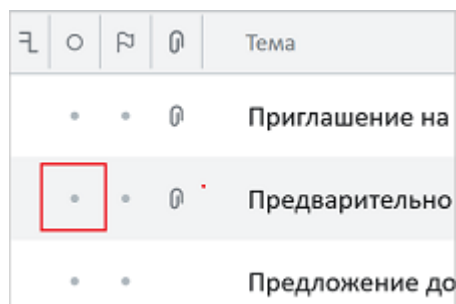 Тема
Приглашение на
Предварительно
Предложение до